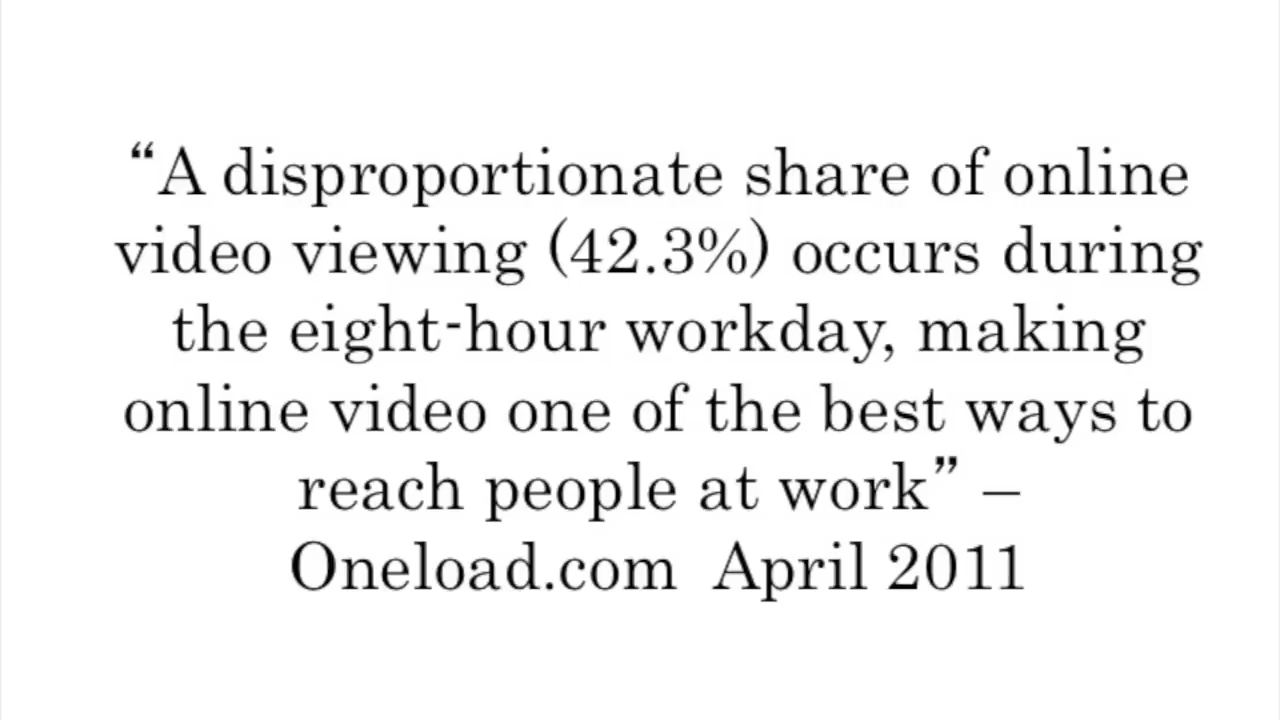 “A disproportionate share of online
video viewing (42.3%) occurs during
the eight-hour workday, making
online video one of the best ways to
reach people at work” –
Oneload.com  April 2011